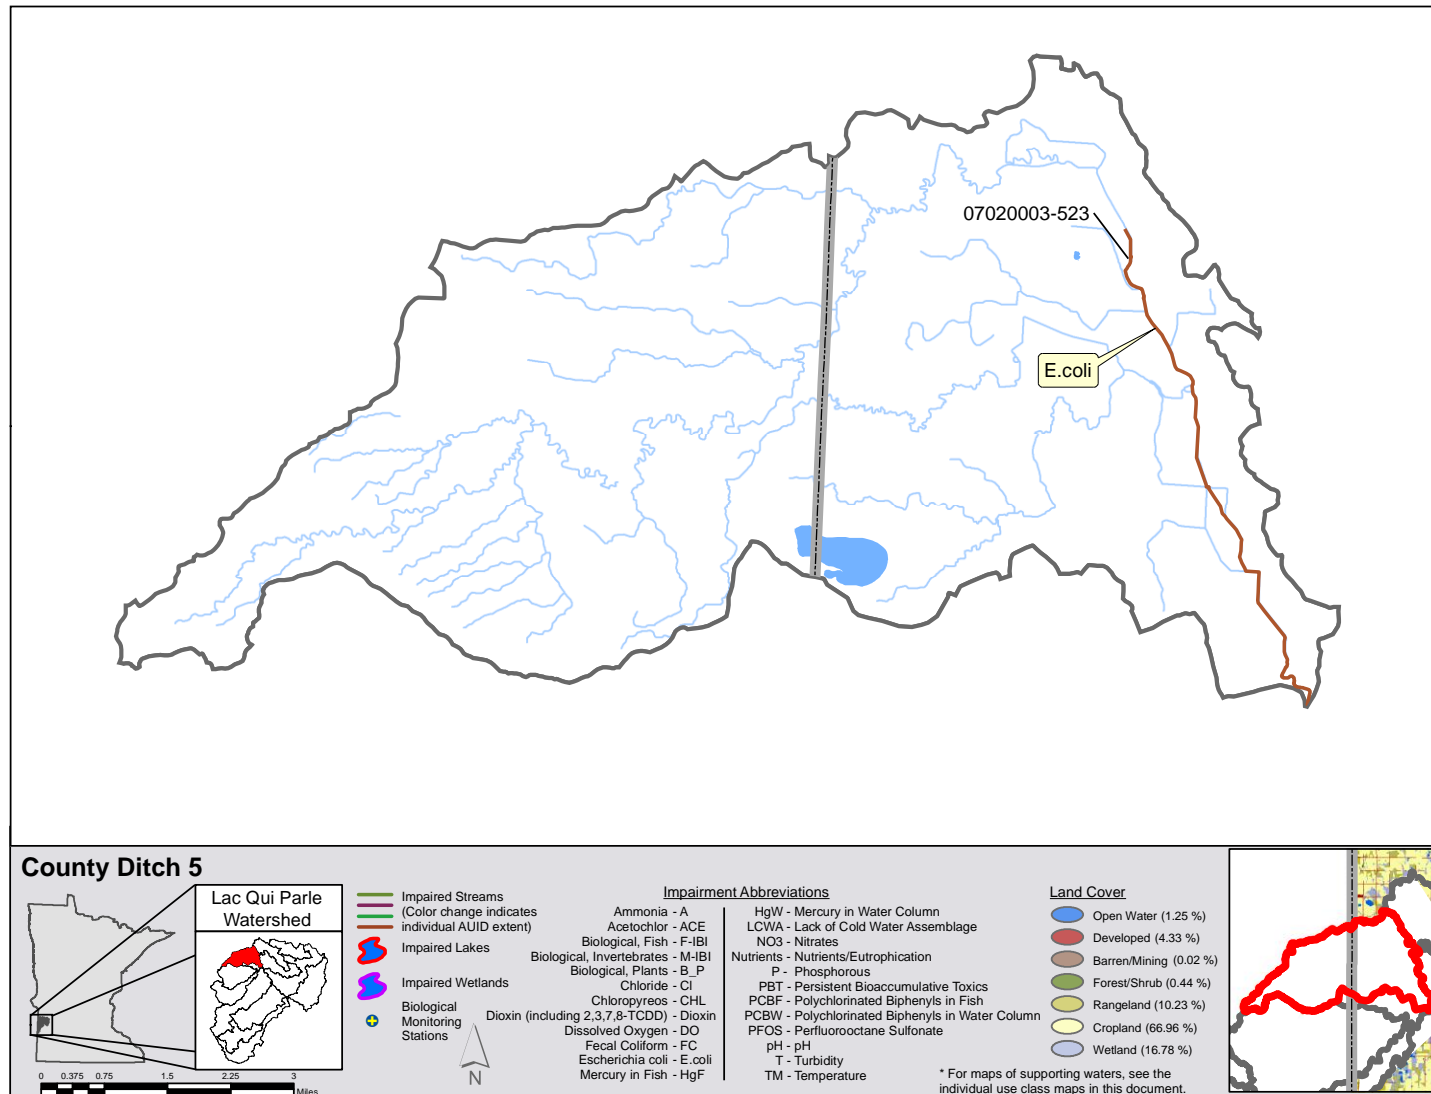 07020003-523
E.coli
County Ditch 5
Lac Qui Parle
Watershed
0 0.375 0.75 1.5 2.25 3
Miles
Impaired Streams
(Color change indicates
individual AUID extent)
Impaired Lakes
Impaired Wetlands
Biological
Monitoring
Stations
N
Impairment Abbreviations
Ammonia - A
Acetochlor - ACE
Biological, Fish - F-IBI
Biological, Invertebrates - M-IBI
Biological, Plants - B_P
Chloride - Cl
Chloropyreos - CHL
Dioxin (including 2,3,7,8-TCDD) - Dioxin
Dissolved Oxygen - DO
Fecal Coliform - FC
Escherichia coli - E.coli
Mercury in Fish - HgF
HgW - Mercury in Water Column
LCWA - Lack of Cold Water Assemblage
NO3 - Nitrates
Nutrients - Nutrients/Eutrophication
P - Phosphorous
PBT - Persistent Bioaccumulative Toxics
PCBF - Polychlorinated Biphenyls in Fish
PCBW - Polychlorinated Biphenyls in Water Column
PFOS - Perfluorooctane Sulfonate
pH - pH
T - Turbidity
TM - Temperature
Land Cover
Open Water (1.25 %)
Developed (4.33 %)
Barren/Mining (0.02 %)
Forest/Shrub (0.44 %)
Rangeland (10.23 %)
Cropland (66.96 %)
Wetland (16.78 %)
* For maps of supporting waters, see the
individual use class maps in this document.